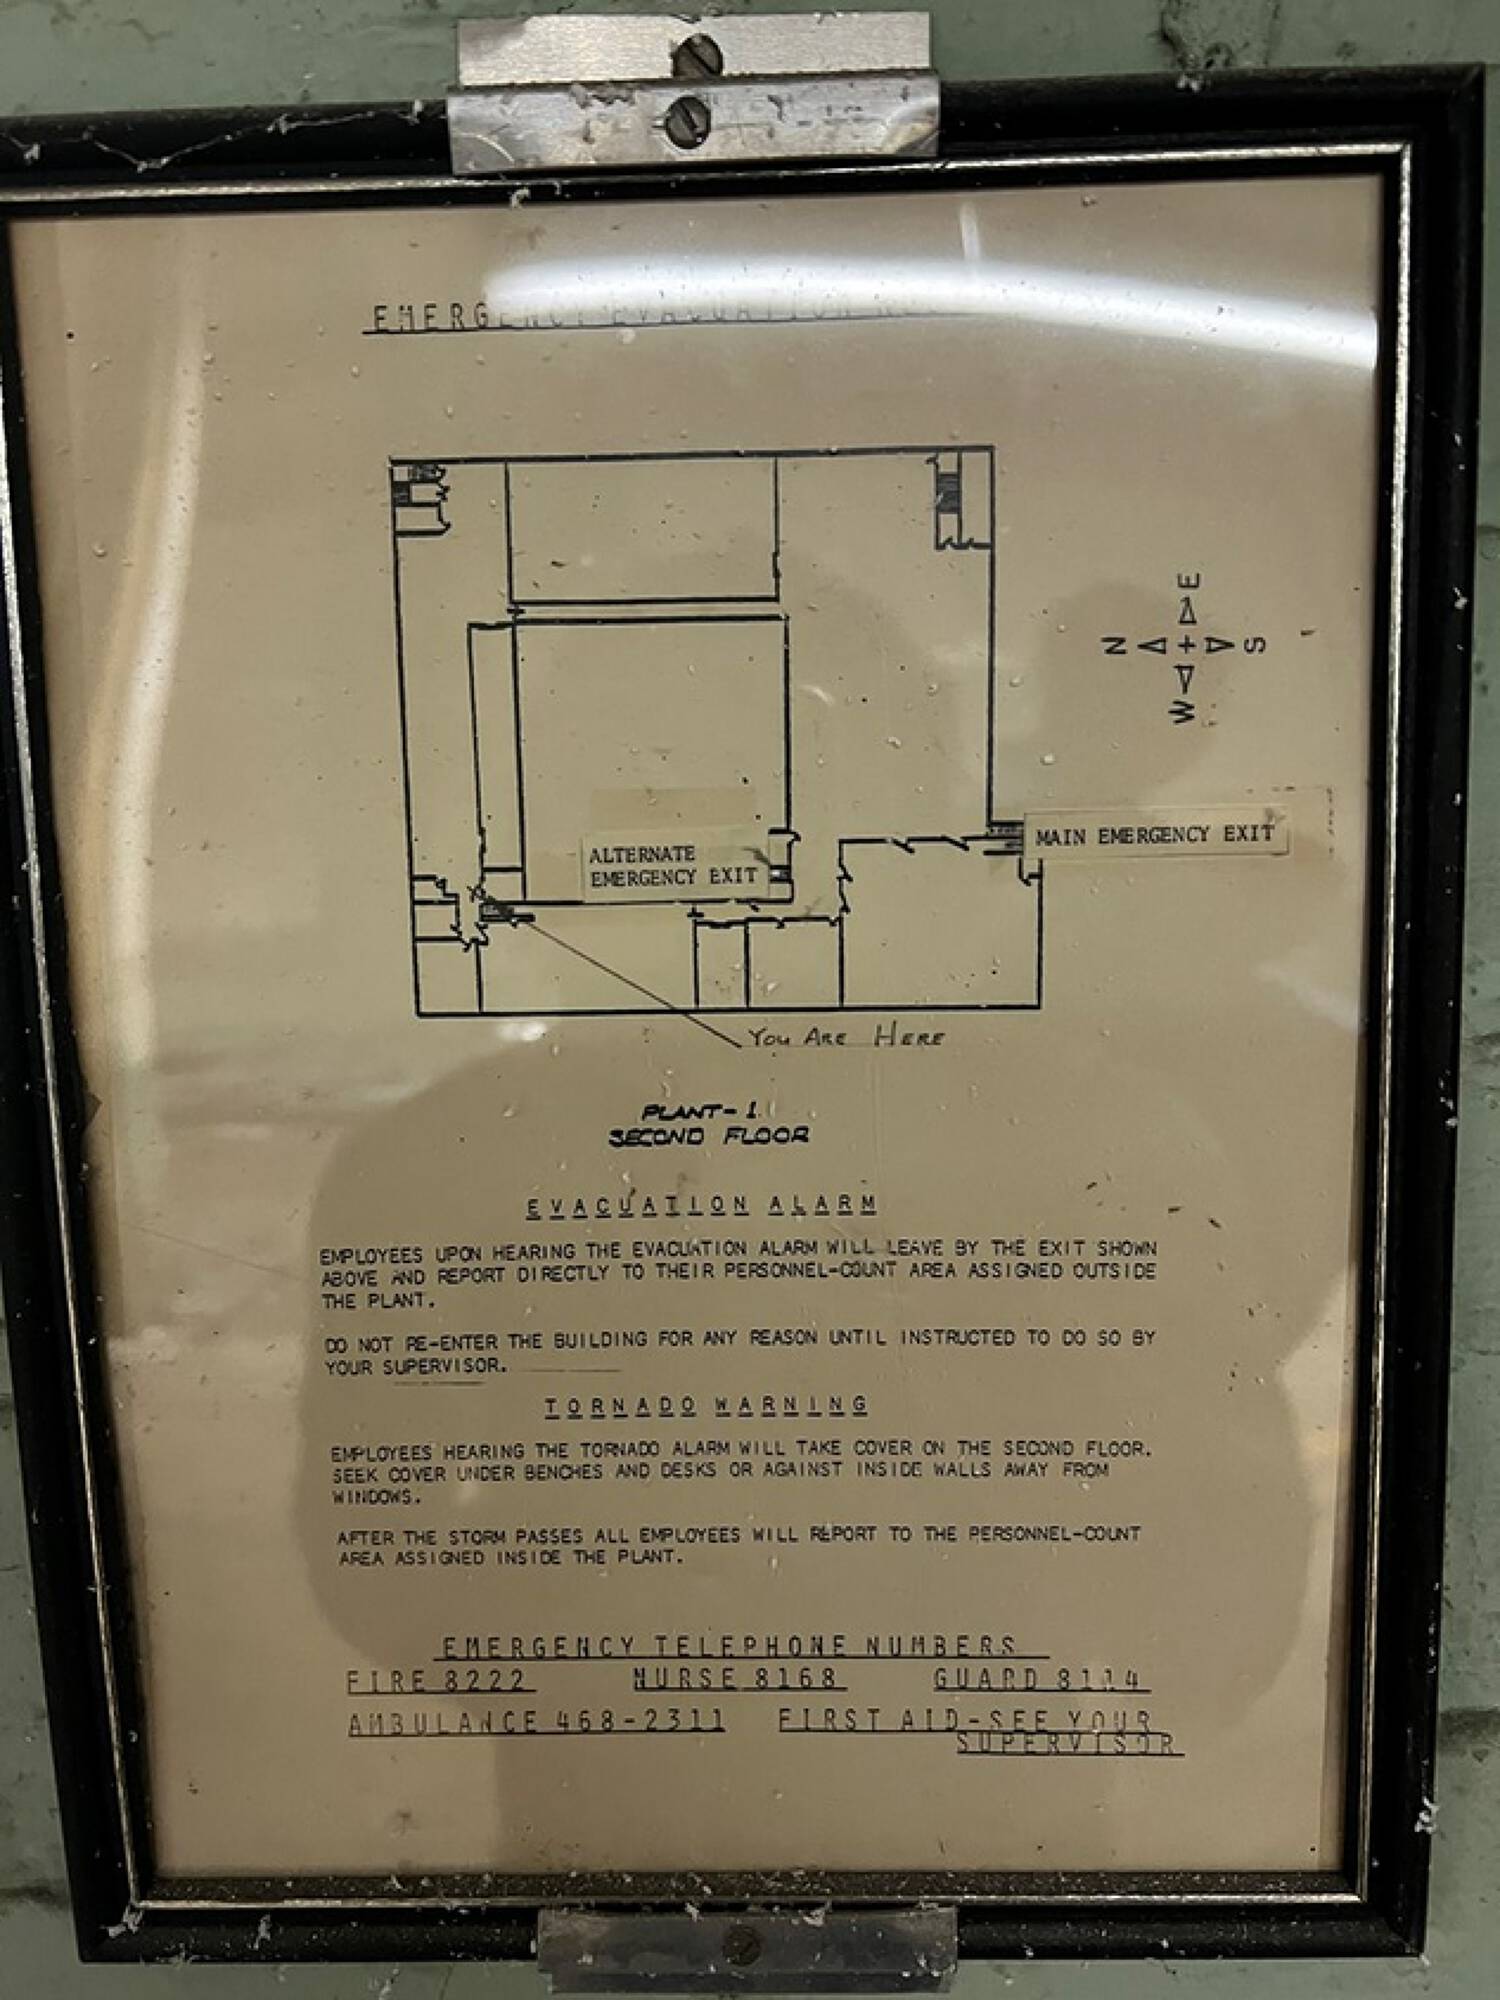 EMERGENCY EVACUATION
E
N + S
W
ALTERNATE
EMERGENCY EXIT
MAIN EMERGENCY EXIT
YOU ARE HERE
PLANT-1
SECOND FLOOR
EVACUATION ALARM
EMPLOYEES UPON HEARING THE EVACUATION ALARM WILL LEAVE BY THE EXIT SHOWN
ABOVE AND REPORT DIRECTLY TO THEIR PERSONNEL-COUNT AREA ASSIGNED OUTSIDE
THE PLANT.
DO NOT RE-ENTER THE BUILDING FOR ANY REASON UNTIL INSTRUCTED TO DO SO BY
YOUR SUPERVISOR.
TORNADO WARNING
EMPLOYEES HEARING THE TORNADO ALARM WILL TAKE COVER ON THE SECOND FLOOR.
SEEK COVER UNDER BENCHES AND DESKS OR AGAINST INSIDE WALLS AWAY FROM
WINDOWS.
AFTER THE STORM PASSES ALL EMPLOYEES WILL REPORT TO THE PERSONNEL-COUNT
AREA ASSIGNED INSIDE THE PLANT.
EMERGENCY TELEPHONE NUMBERS
FIRE 8222 NURSE 8168 GUARD 8114
AMBULANCE 468-2311 FIRST AID-SEE YOUR
SUPERVISOR